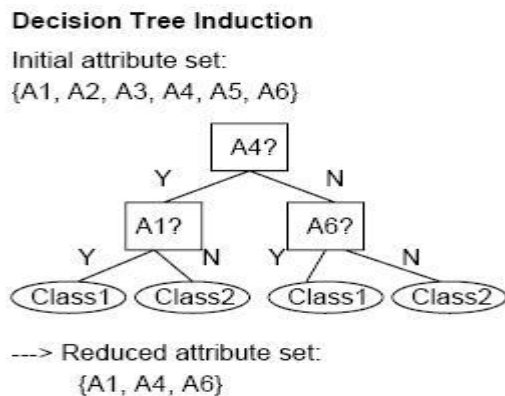 Decision Tree Induction
Initial attribute set:
{A1, A2, A3, A4, A5, A6}
A4?
Y N
A1? A6?
Y N Y N
Class1 Class2 Class1 Class2
---> Reduced attribute set:
{A1, A4, A6}